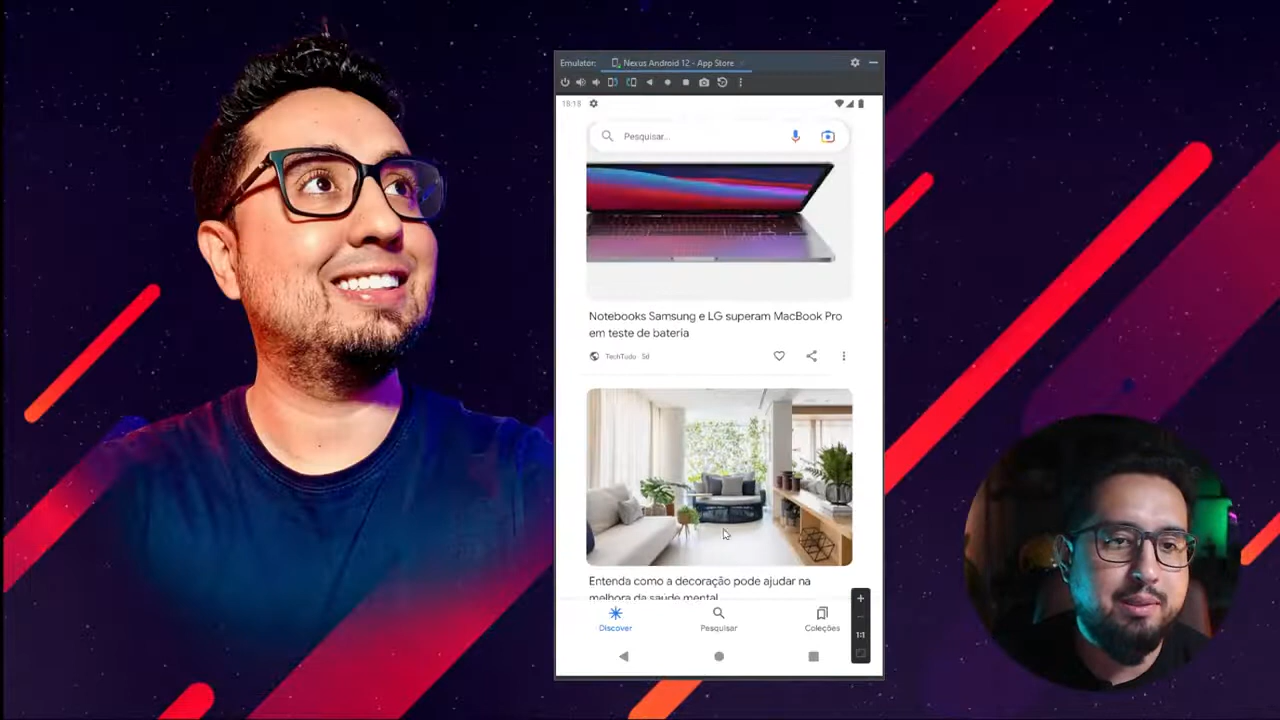 Emulator:
Nexus Android 12 - App Store
18:18
Pesquisar...
Notebooks Samsung e LG superam MacBook Pro
em teste de bateria
TechTudo · 5d
Entenda como a decoração pode ajudar na
melhora da saúde mental
Discover
Pesquisar
Coleções
1:1